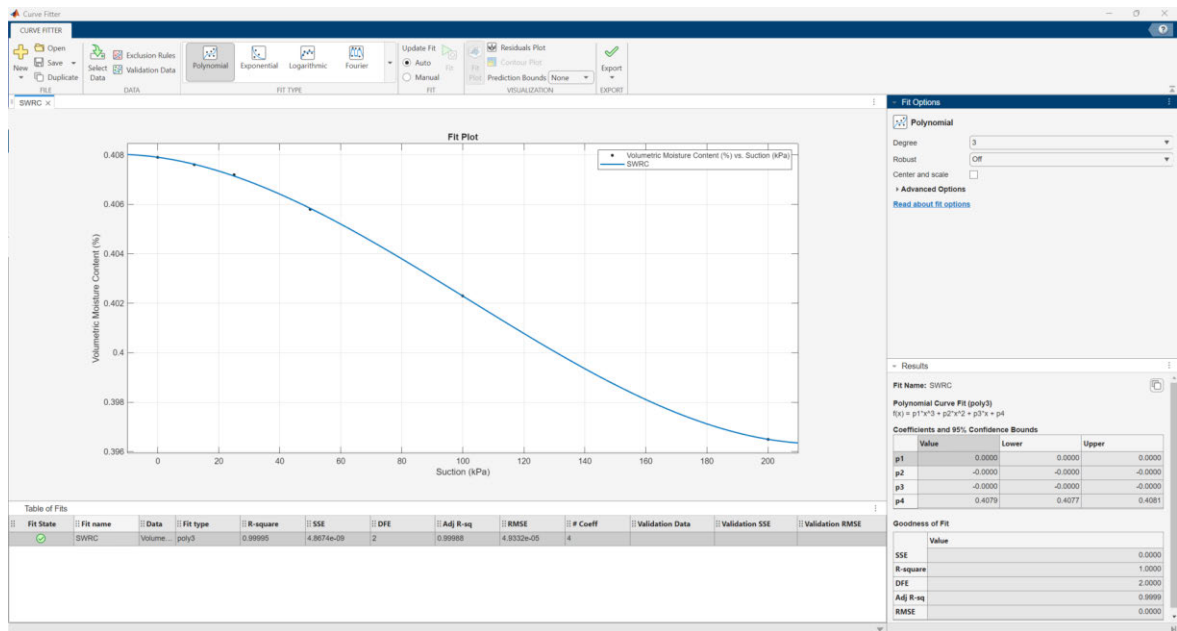 Curve Fitter
CURVE FITTER
New
Open
Save
Duplicate
FILE
Select Data
Exclusion Rules
Validation Data
DATA
Polynomial
Exponential
Logarithmic
Fourier
FIT TYPE
Update Fit
Auto
Manual
Fit
FIT
Fit Plot
Residuals Plot
Contour Plot
Prediction Bounds None
VISUALIZATION
Export
EXPORT
SWRC
Fit Plot
Volumetric Moisture Content (%) vs. Suction (kPa)
SWRC
Volumetric Moisture Content (%)
0.408
0.406
0.404
0.402
0.4
0.398
0.396
0 20 40 60 80 100 120 140 160 180 200
Suction (kPa)
Table of Fits
Fit State Fit name Data Fit type R-square SSE DFE Adj R-sq RMSE # Coeff Validation Data Validation SSE Validation RMSE
SWRC Volume... poly3 0.99995 4.8674e-09 2 0.99988 4.9332e-05 4
Fit Options
Polynomial
Degree 3
Robust Off
Center and scale
Advanced Options
Read about fit options
Results
Fit Name: SWRC
Polynomial Curve Fit (poly3)
f(x) = p1*x^3 + p2*x^2 + p3*x + p4
Coefficients and 95% Confidence Bounds
Value Lower Upper
p1 0.0000 0.0000 0.0000
p2 -0.0000 -0.0000 -0.0000
p3 -0.0000 -0.0000 -0.0000
p4 0.4079 0.4077 0.4081
Goodness of Fit
Value
SSE 0.0000
R-square 1.0000
DFE 2.0000
Adj R-sq 0.9999
RMSE 0.0000